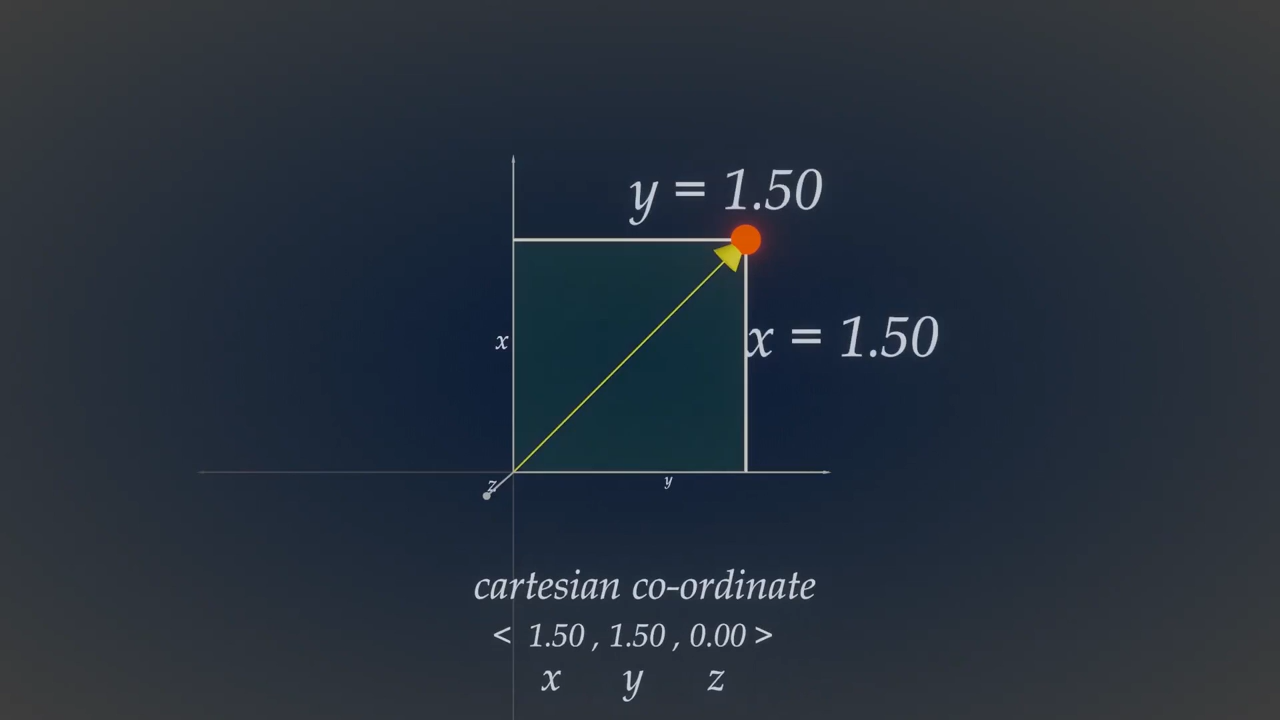 y = 1.50
x
x = 1.50
z
y
cartesian co-ordinate
< 1.50 , 1.50 , 0.00 >
x y z